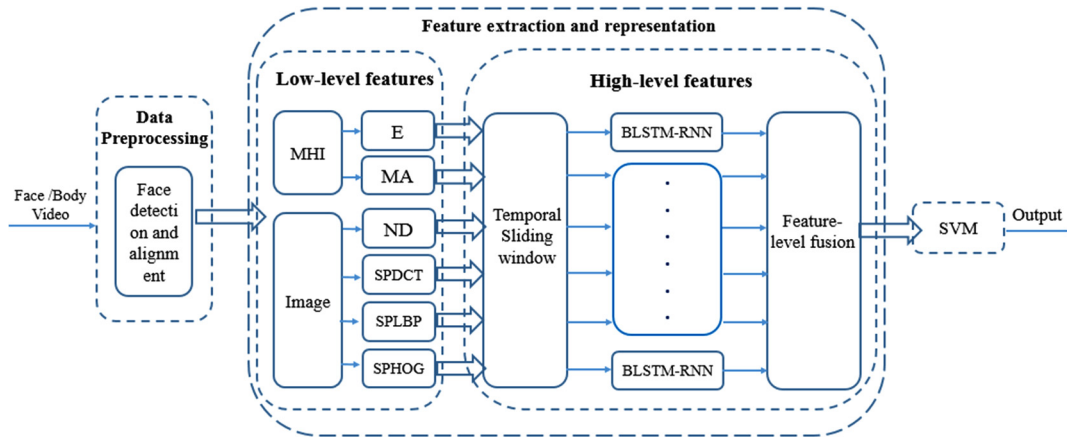 Feature extraction and representation
Low-level features
High-level features
Data
Preprocessing
Face /Body
Video
Face
detecti
on and
alignm
ent
MHI
Image
E
MA
ND
SPDCT
SPLBP
SPHOG
Temporal
Sliding
window
BLSTM-RNN
BLSTM-RNN
Feature-
level fusion
SVM
Output